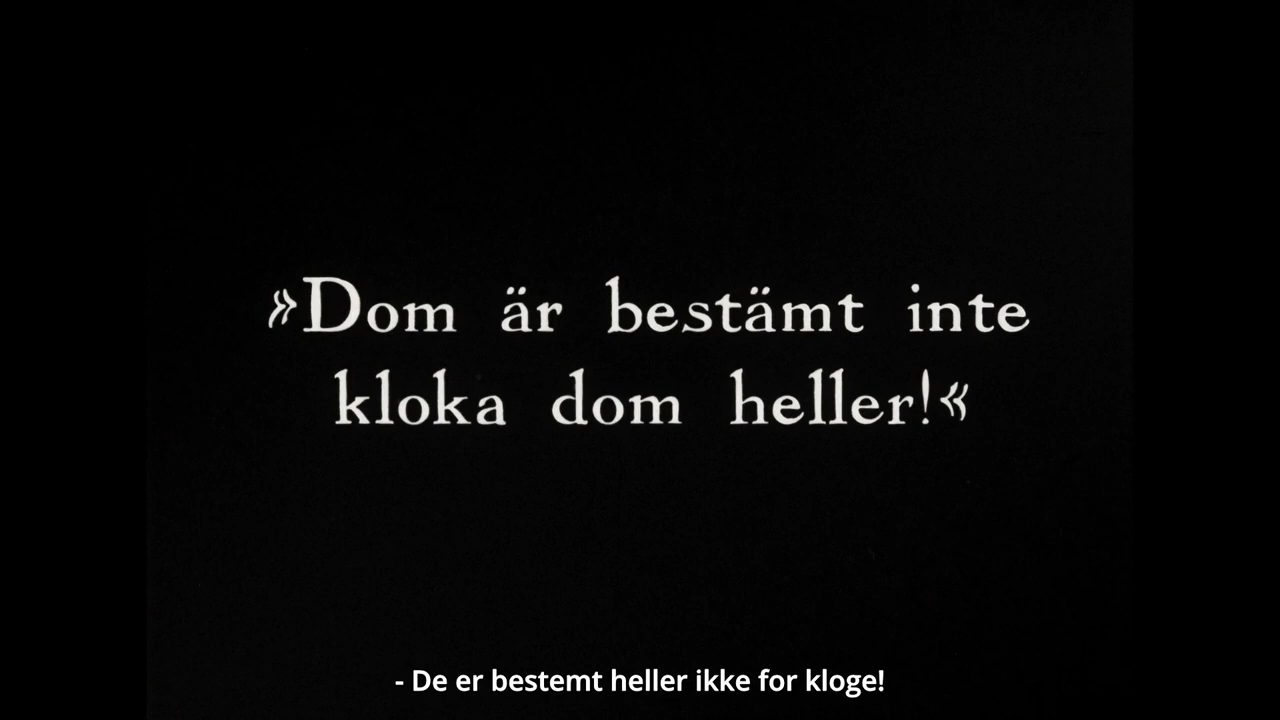 »Dom är bestämt inte
kloka dom heller!«
- De er bestemt heller ikke for kloge!